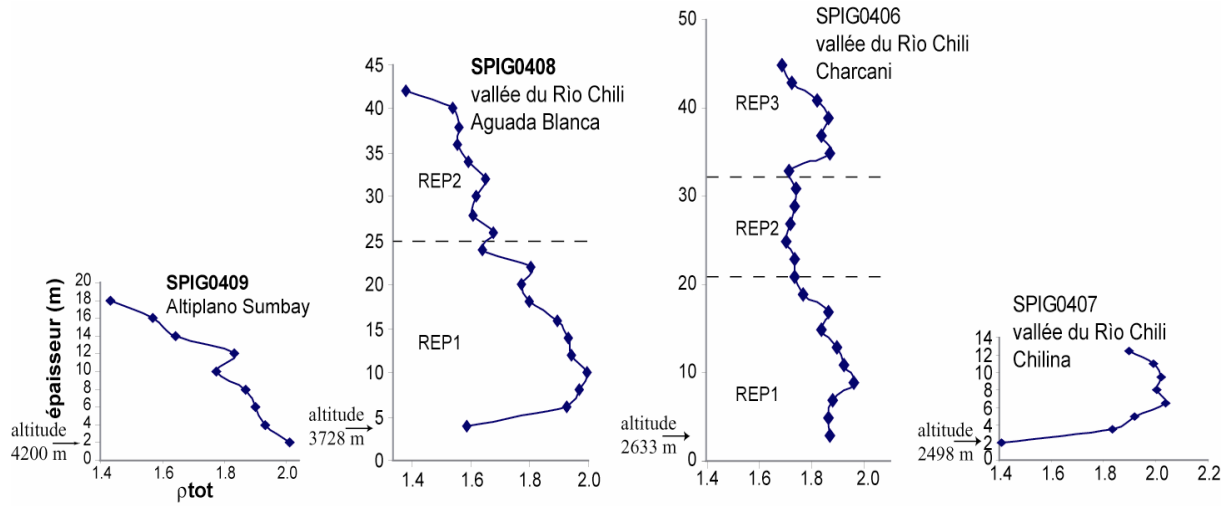 SPIG0409
Altiplano Sumbay
épaisseur (m)
20
18
16
14
12
10
8
6
4
2
0
altitude
4200 m
1.4
1.6
1.8
2.0
ρtot
SPIG0408
vallée du Rìo Chili
Aguada Blanca
45
40
35
30
25
20
15
10
5
0
REP2
REP1
altitude
3728 m
1.4
1.6
1.8
2.0
SPIG0406
vallée du Rìo Chili
Charcani
50
40
30
20
10
0
REP3
REP2
REP1
altitude
2633 m
1.4
1.6
1.8
2.0
SPIG0407
vallée du Rìo Chili
Chilina
14
12
10
8
6
4
2
0
altitude
2498 m
1.4
1.6
1.8
2.0
2.2